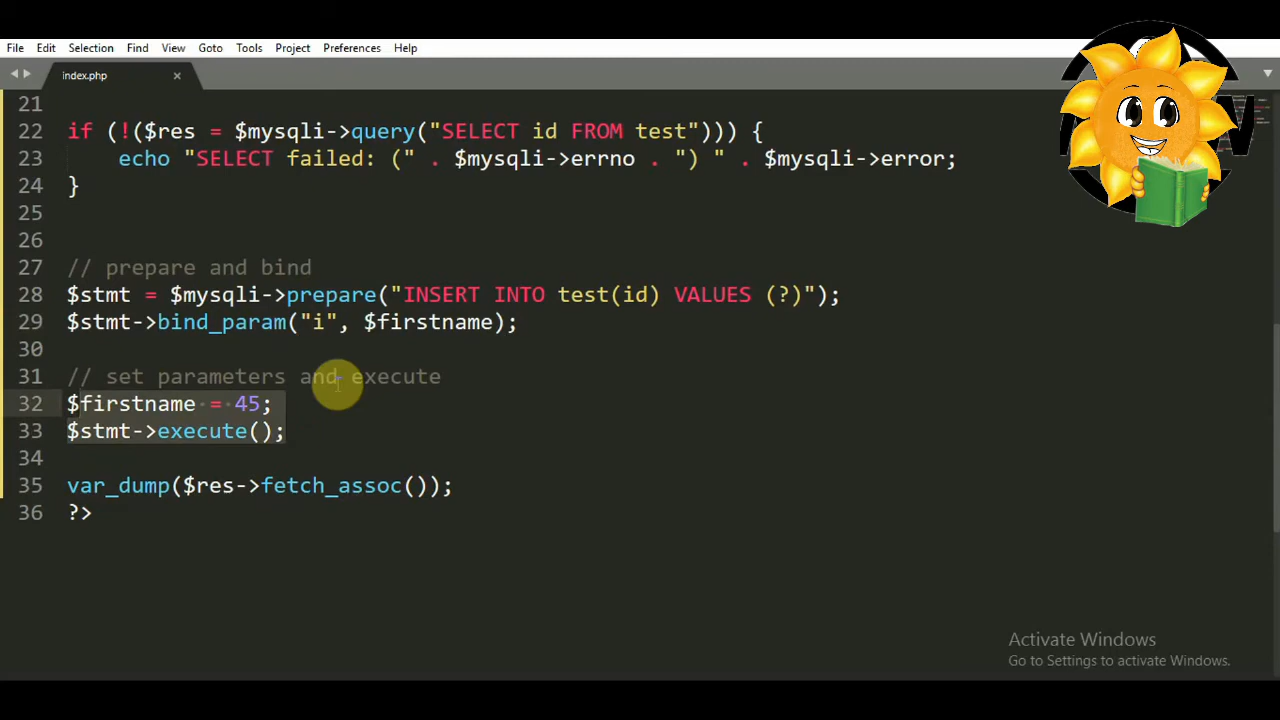 File Edit Selection Find View Goto Tools Project Preferences Help
index.php
21
22 if (!($res = $mysqli->query("SELECT id FROM test"))) {
23 echo "SELECT failed: (" . $mysqli->errno . ") " . $mysqli->error;
24 }
25
26
27 // prepare and bind
28 $stmt = $mysqli->prepare("INSERT INTO test(id) VALUES (?)");
29 $stmt->bind_param("i", $firstname);
30
31 // set parameters and execute
32 $firstname = 45;
33 $stmt->execute();
34
35 var_dump($res->fetch_assoc());
36 ?>
Activate Windows
Go to Settings to activate Windows.